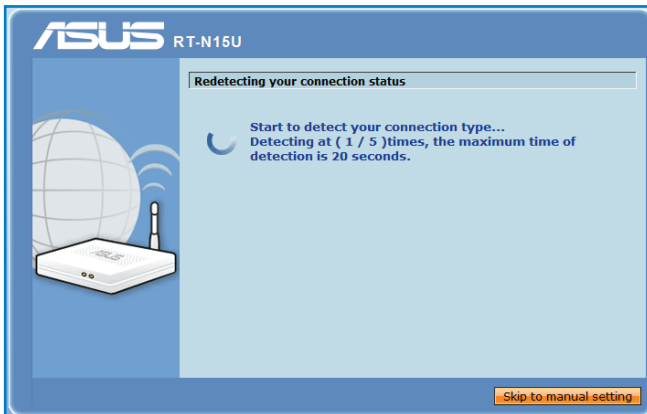 ASUS RT-N15U
Redetecting your connection status
Start to detect your connection type...
Detecting at ( 1 / 5 )times, the maximum time of
detection is 20 seconds.
ASUS
Skip to manual setting